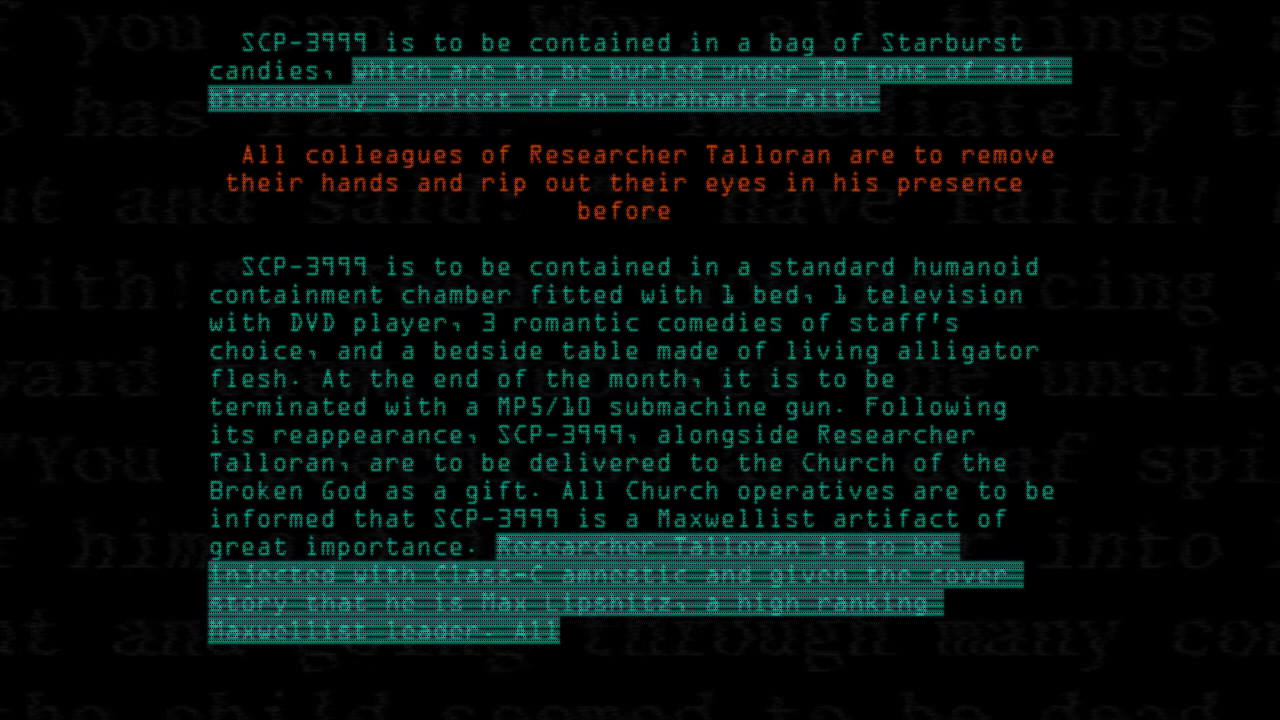 SCP-3999 is to be contained in a bag of Starburst
candies, which are to be buried under 10 tons of soil
blessed by a priest of an Abrahamic Faith.
All colleagues of Researcher Talloran are to remove
their hands and rip out their eyes in his presence
before
SCP-3999 is to be contained in a standard humanoid
containment chamber fitted with 1 bed, 1 television
with DVD player, 3 romantic comedies of staff's
choice, and a bedside table made of living alligator
flesh. At the end of the month, it is to be
terminated with a MP5/10 submachine gun. Following
its reappearance, SCP-3999, alongside Researcher
Talloran, are to be delivered to the Church of the
Broken God as a gift. All Church operatives are to be
informed that SCP-3999 is a Maxwellist artifact of
great importance. Researcher Talloran is to be
injected with Class-C amnestic and given the cover
story that he is Max Lipshitz, a high ranking
Maxwellist leader. All